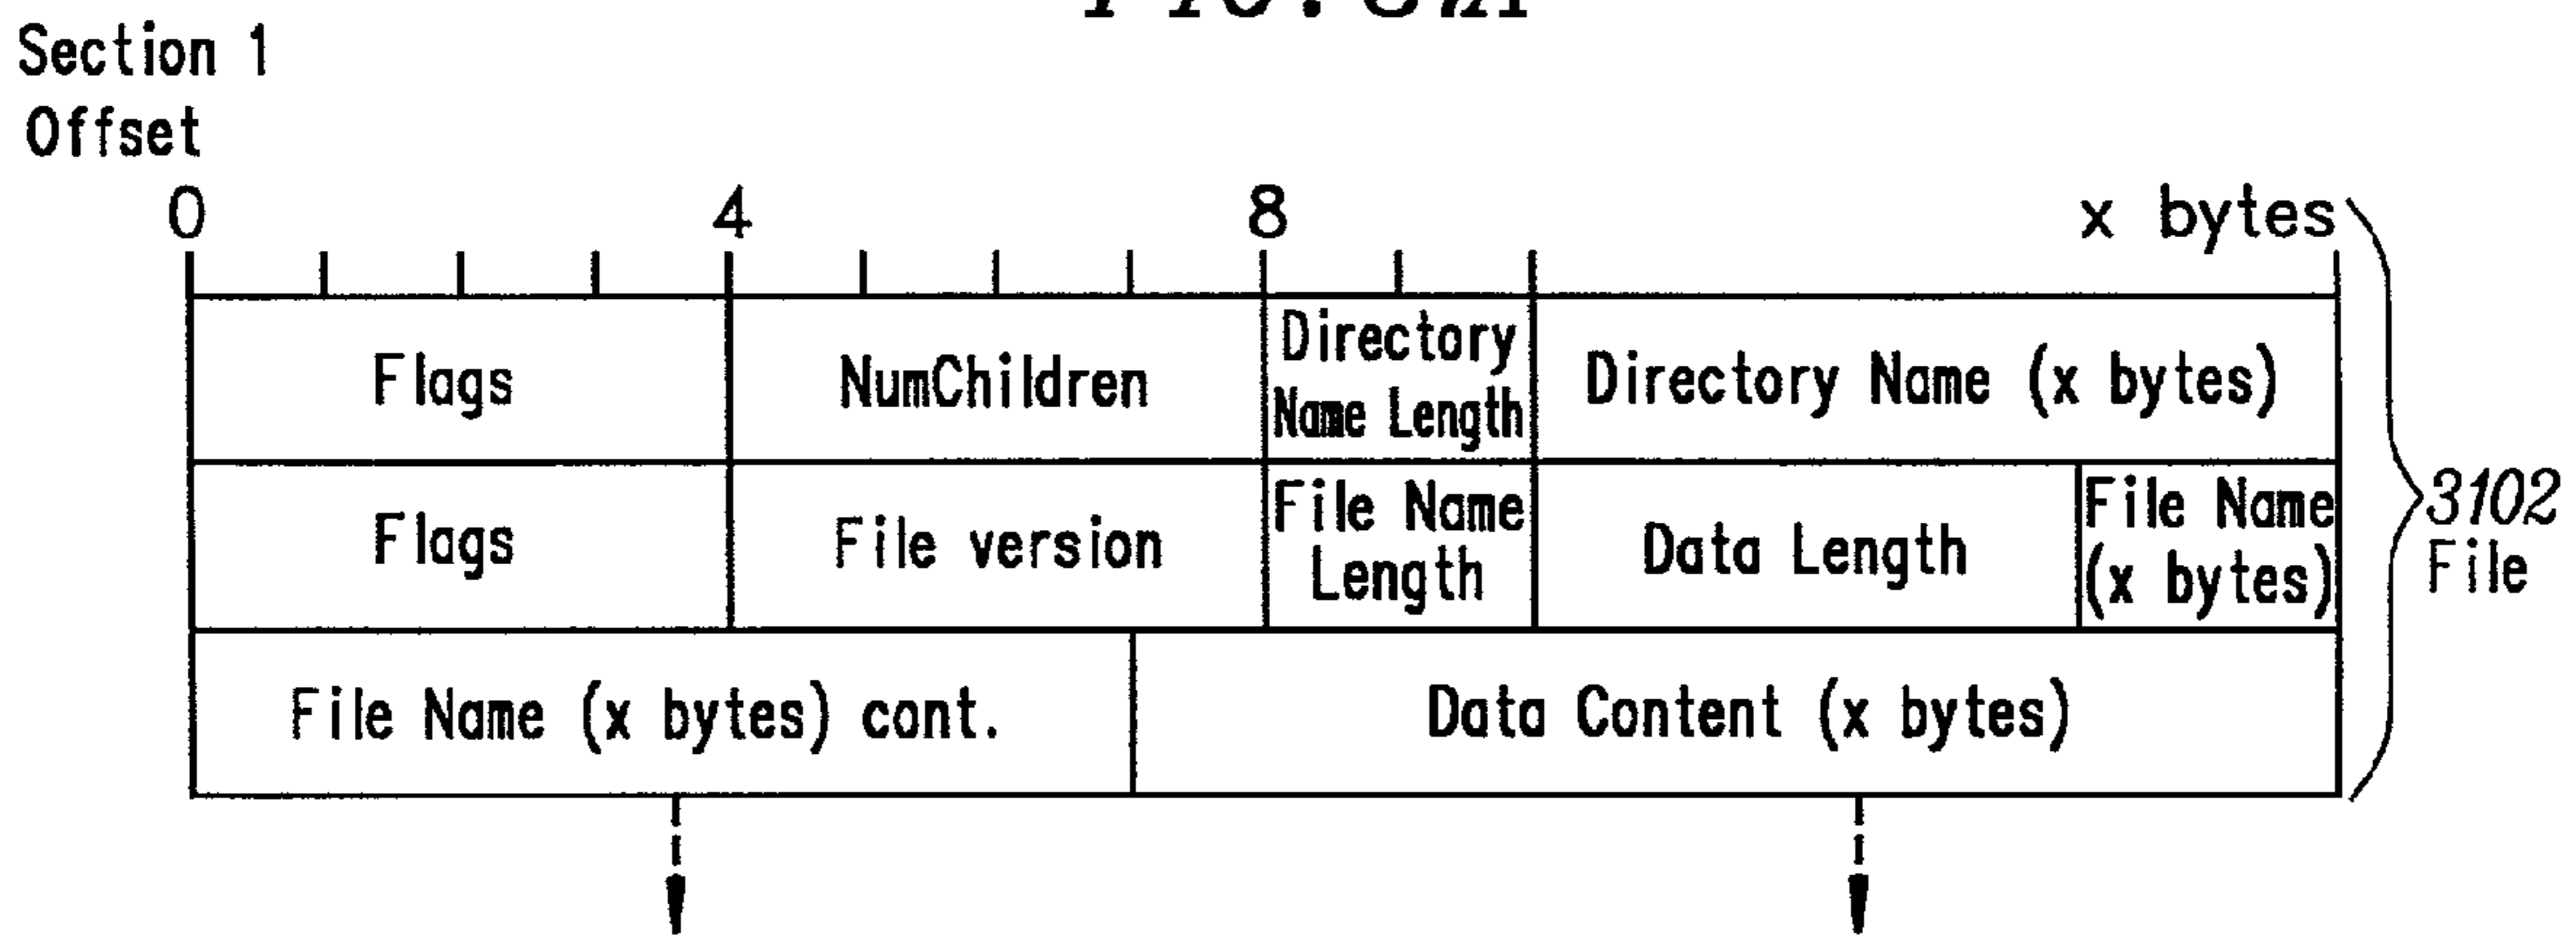 Section 1
Offset
0 4 8 x bytes
Flags NumChildren Directory Name Length Directory Name (x bytes)
Flags File version File Name Length Data Length File Name (x bytes)
3102
File
File Name (x bytes) cont. Data Content (x bytes)